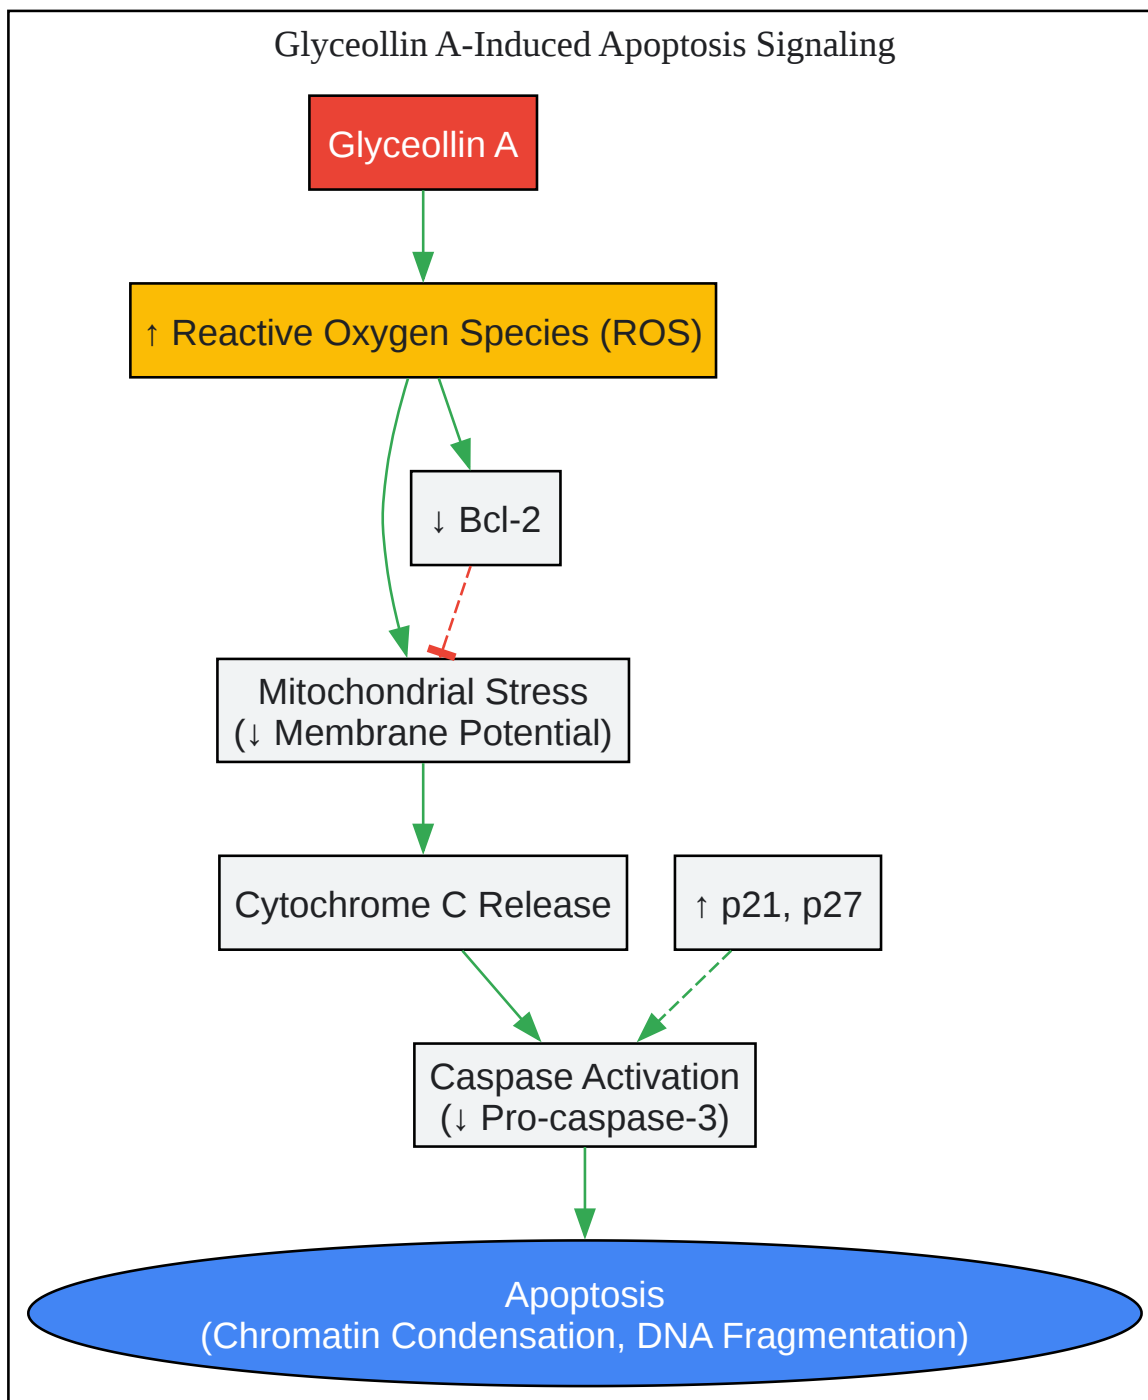 Glyceollin A-Induced Apoptosis Signaling
Glyceollin A
↑ Reactive Oxygen Species (ROS)
↓ Bcl-2
Mitochondrial Stress
(↓ Membrane Potential)
Cytochrome C Release
↑ p21, p27
Caspase Activation
(↓ Pro-caspase-3)
Apoptosis
(Chromatin Condensation, DNA Fragmentation)